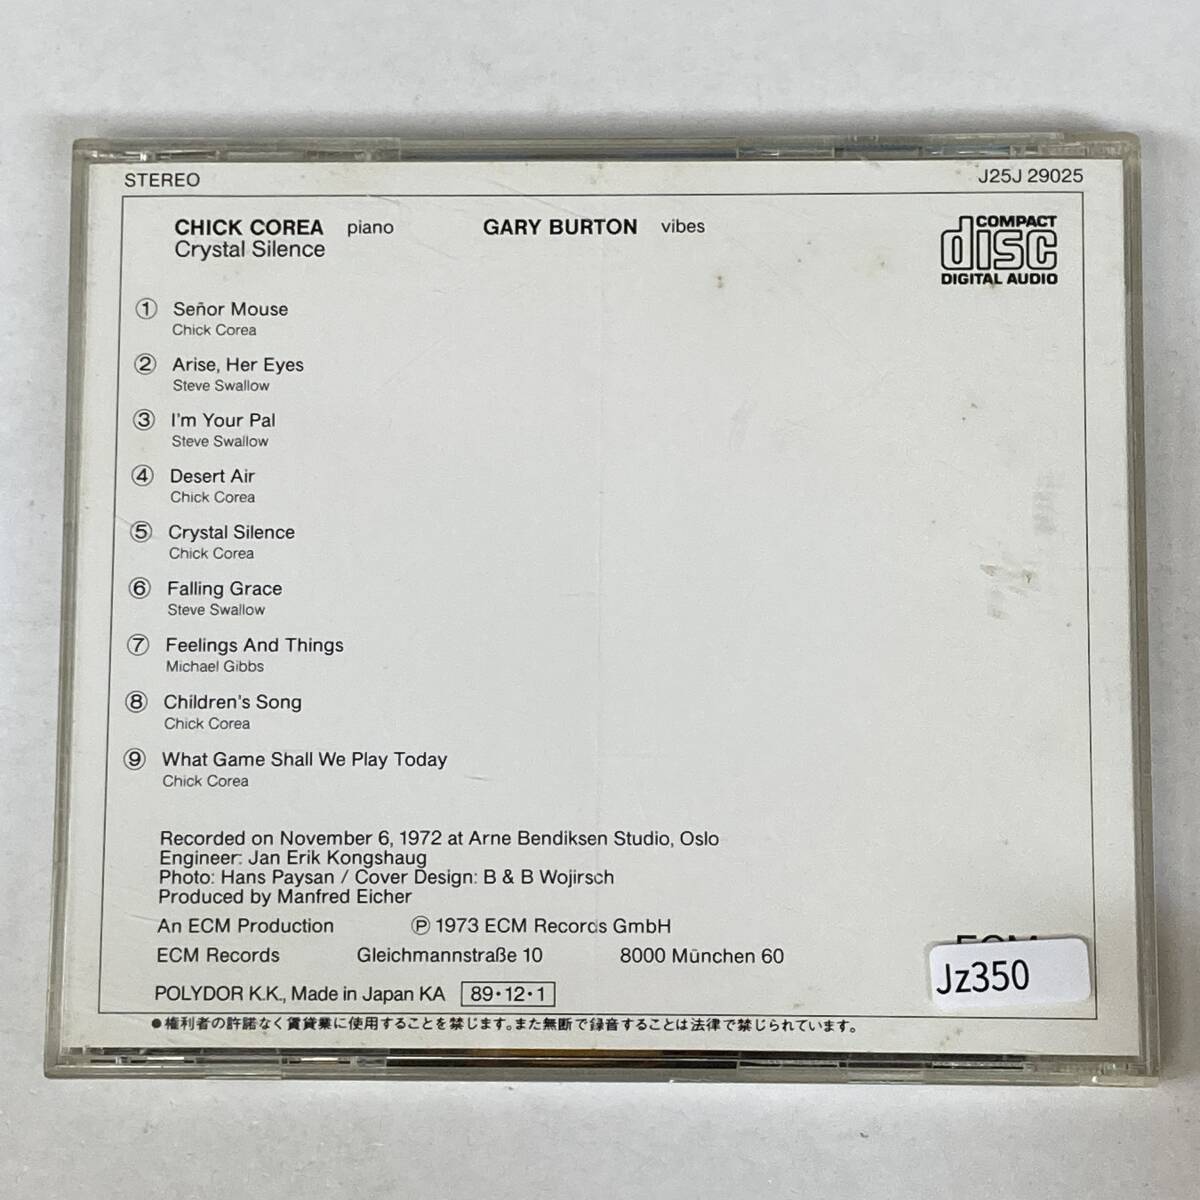 STEREO
J25J 29025
CHICK COREA piano GARY BURTON vibes
Crystal Silence
COMPACT
disc
DIGITAL AUDIO
① Señor Mouse
Chick Corea
② Arise, Her Eyes
Steve Swallow
③ I'm Your Pal
Steve Swallow
④ Desert Air
Chick Corea
⑤ Crystal Silence
Chick Corea
⑥ Falling Grace
Steve Swallow
⑦ Feelings And Things
Michael Gibbs
⑧ Children's Song
Chick Corea
⑨ What Game Shall We Play Today
Chick Corea
Recorded on November 6, 1972 at Arne Bendiksen Studio, Oslo
Engineer: Jan Erik Kongshaug
Photo: Hans Paysan / Cover Design: B & B Wojirsch
Produced by Manfred Eicher
An ECM Production ℗ 1973 ECM Records GmbH
ECM Records Gleichmannstraße 10 8000 München 60
ECM
Jz350
POLYDOR K.K., Made in Japan KA 89・12・1
●権利者の許諾なく賃貸業に使用することを禁じます。また無断で録音することは法律で禁じられています。